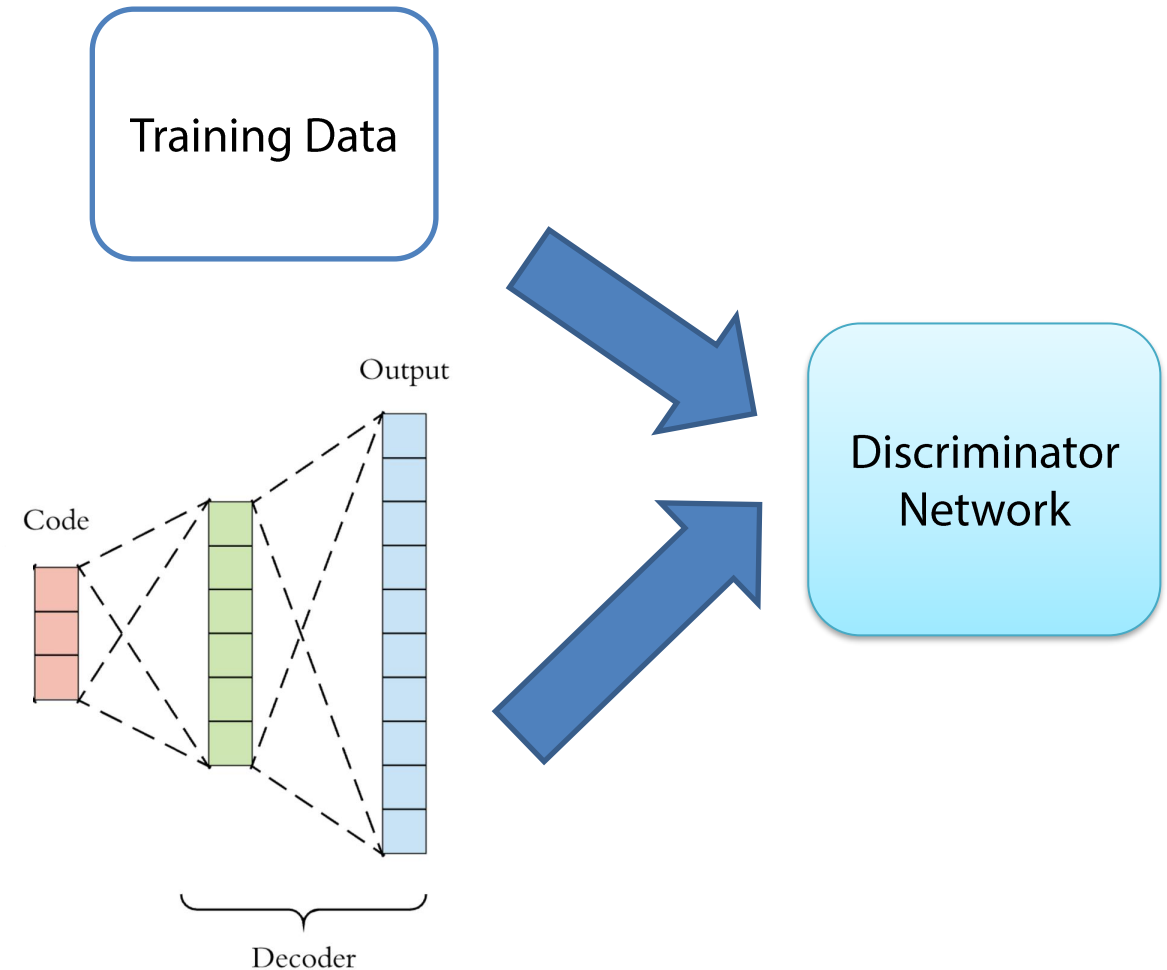 Training Data
Output
Code
Discriminator
Network
Decoder